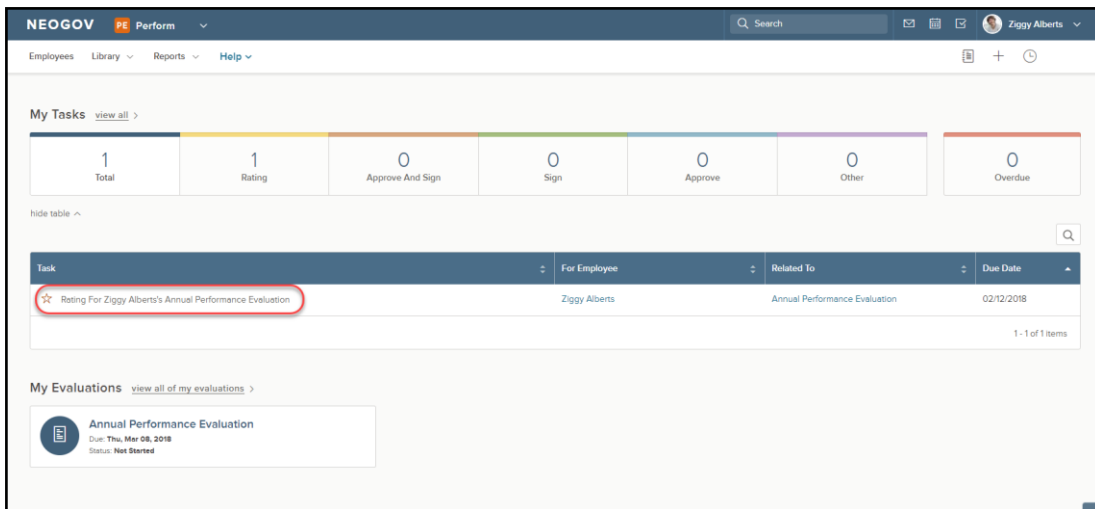 NEOGOV PE Perform Search Ziggy Alberts
Employees Library Reports Help
My Tasks view all >
1 1 0 0 0 0 0
Total Rating Approve And Sign Sign Approve Other Overdue
hide table
Task For Employee Related To Due Date
Rating For Ziggy Alberts's Annual Performance Evaluation Ziggy Alberts Annual Performance Evaluation 02/12/2018
1 - 1 of 1 items
My Evaluations view all of my evaluations >
Annual Performance Evaluation
Due: Thu, Mar 08, 2018
Status: Not Started